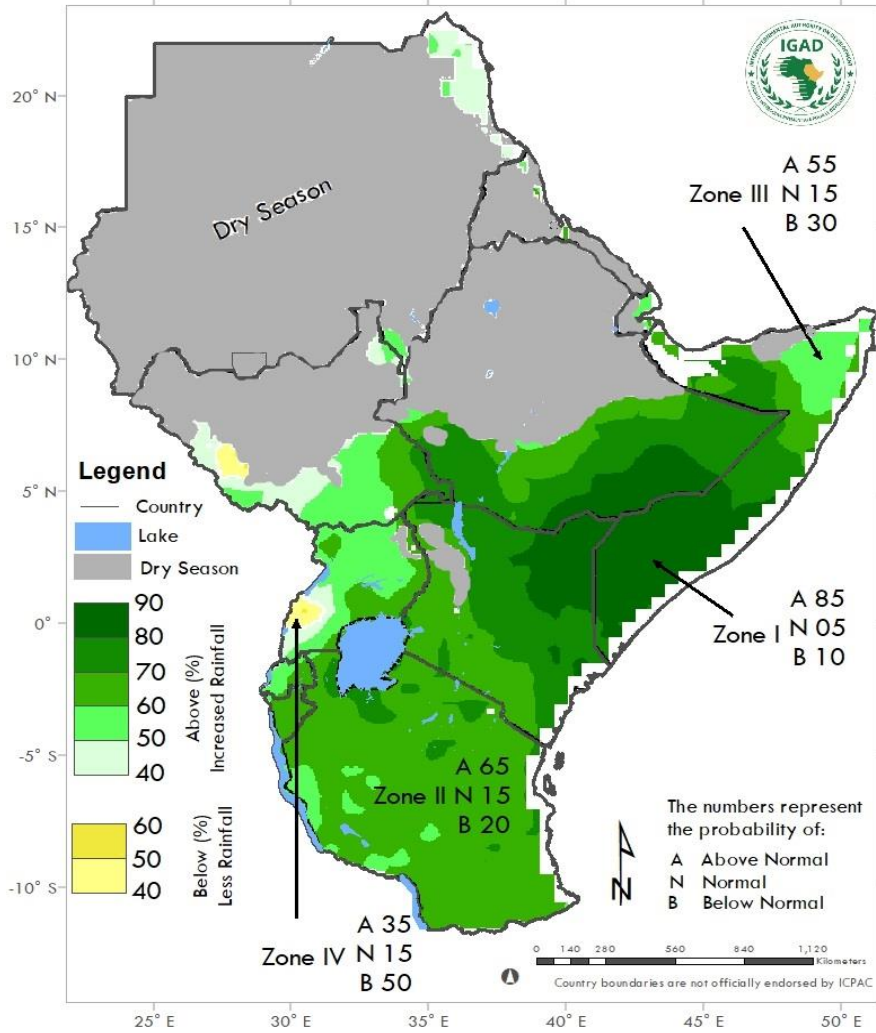 IGAD
INTERGOVERNMENTAL AUTHORITY ON DEVELOPMENT
20° N
15° N
10° N
5° N
0°
-5° S
-10° S
25° E
30° E
35° E
40° E
45° E
50° E
Dry Season
A 55
Zone III N 15
B 30
A 85
Zone I N 05
B 10
A 65
Zone II N 15
B 20
A 35
Zone IV N 15
B 50
Legend
Country
Lake
Dry Season
90
80
70
60
50
40
Above (%)
Increased Rainfall
60
50
40
Below (%)
Less Rainfall
The numbers represent
the probability of:
A Above Normal
N Normal
B Below Normal
N
0 140 280 560 840 1,120
Kilometers
Country boundaries are not officially endorsed by ICPAC